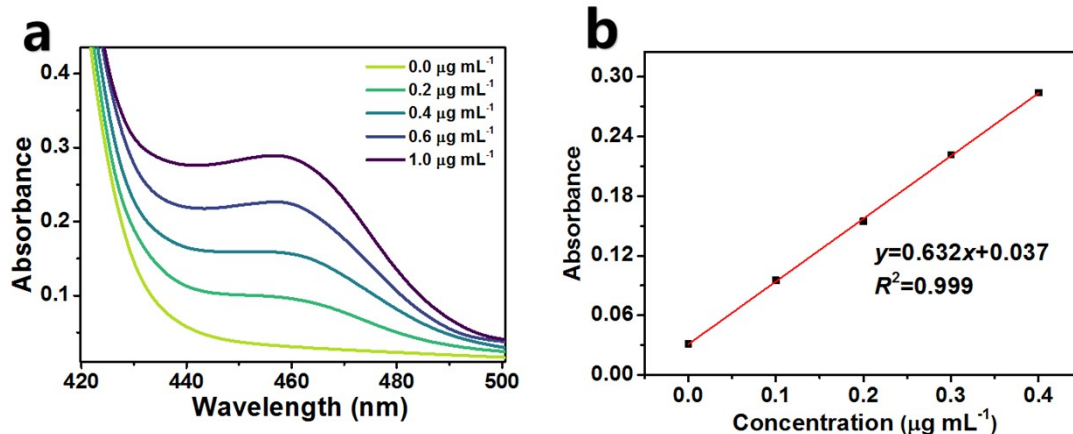 a
0.4
0.3
0.2
0.1
Absorbance
420 440 460 480 500
Wavelength (nm)
0.0 μg mL⁻¹
0.2 μg mL⁻¹
0.4 μg mL⁻¹
0.6 μg mL⁻¹
1.0 μg mL⁻¹
b
0.30
0.24
0.18
0.12
0.06
0.00
Absorbance
0.0 0.1 0.2 0.3 0.4
Concentration (μg mL⁻¹)
y=0.632x+0.037
R²=0.999